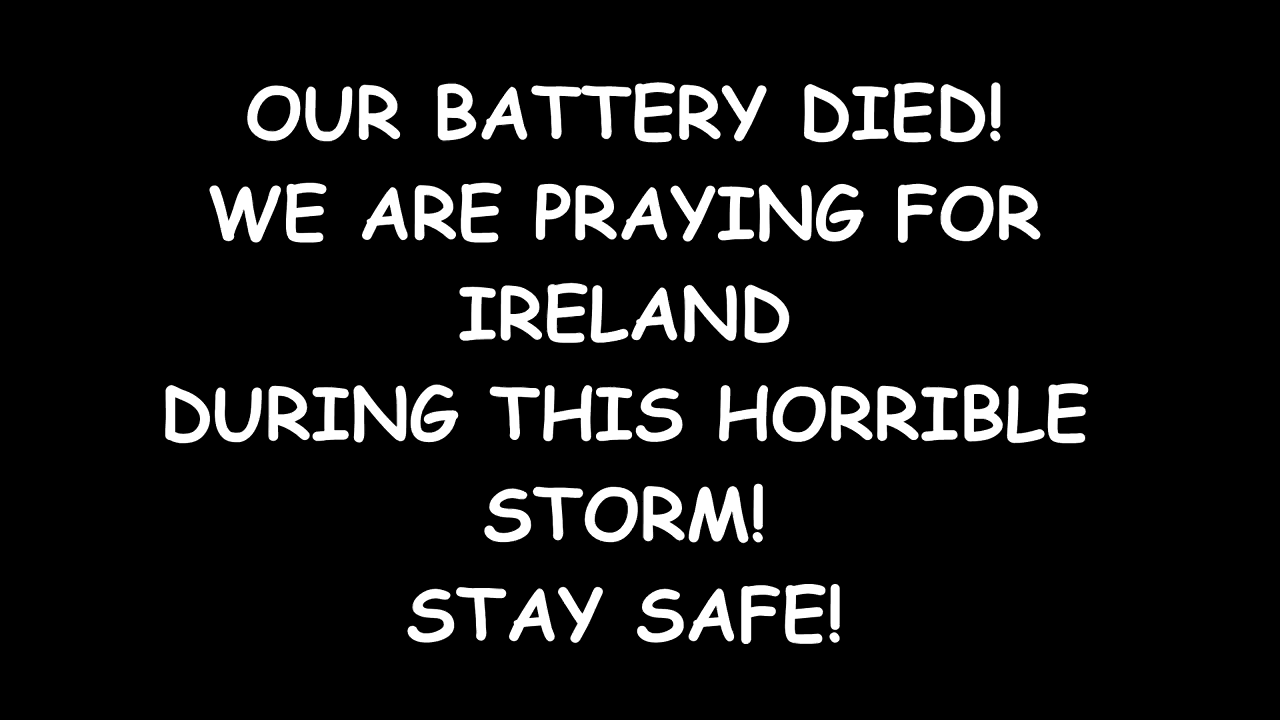 OUR BATTERY DIED!
WE ARE PRAYING FOR
IRELAND
DURING THIS HORRIBLE
STORM!
STAY SAFE!